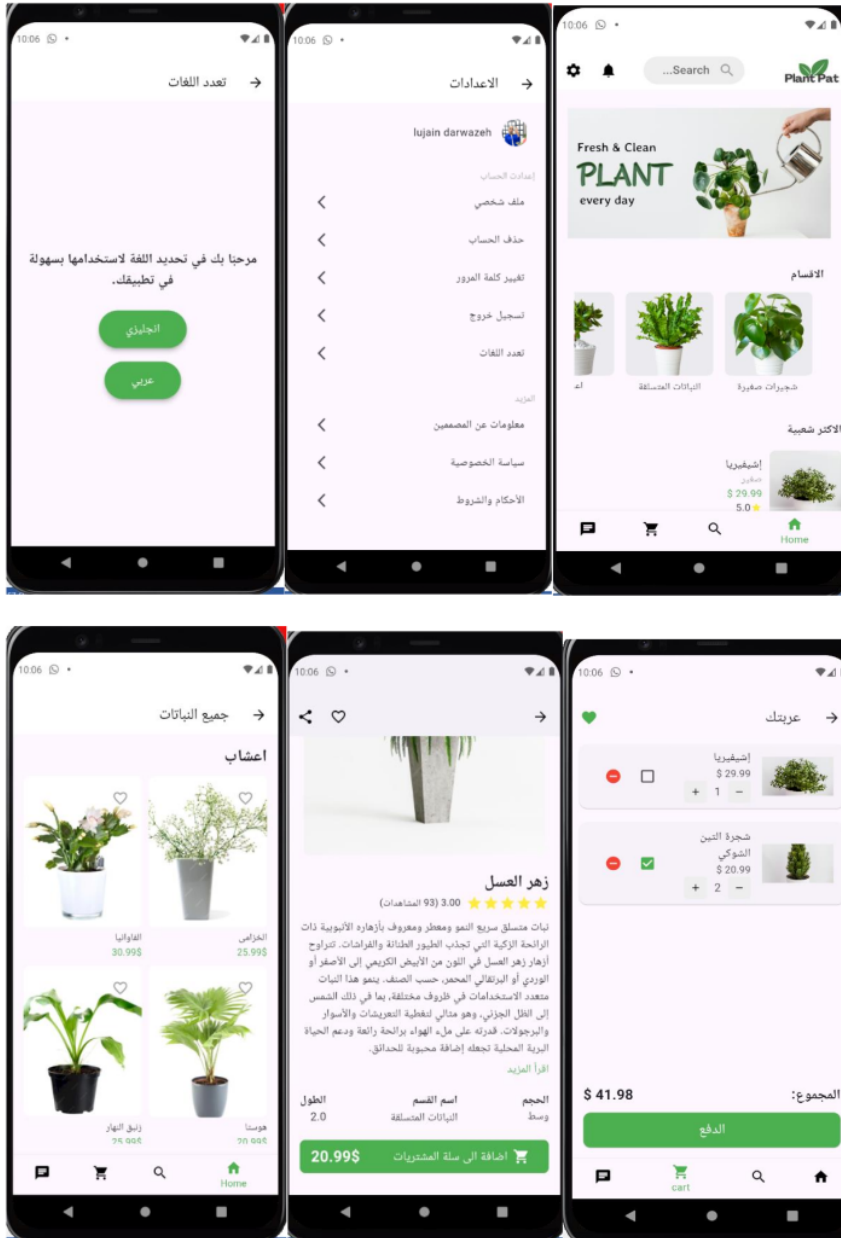 10:06
تعدد اللغات
مرحبًا بك في تحديد اللغة لاستخدامها بسهولة
في تطبيقك.
انجليزي
عربي
10:06
الاعدادات
lujain darwazeh
إعدادت الحساب
ملف شخصي
حذف الحساب
تغيير كلمة المرور
تسجيل خروج
تعدد اللغات
المزيد
معلومات عن المصممين
سياسة الخصوصية
الأحكام والشروط
10:06
...Search
Plant Pat
Fresh & Clean
PLANT
every day
الاقسام
شجيرات صغيرة
النباتات المتسلقة
اعـ
الاكثر شعبية
إشيفيريا
صغير
$ 29.99
5.0
Home
10:06
جميع النباتات
اعشاب
الخزامى
25.99$
الفاوانيا
30.99$
هوستا
20.99$
زنبق النهار
25.99$
Home
10:06
زهر العسل
3.00 (93 المشاهدات)
نبات متسلق سريع النمو ومعطر ومعروف بأزهاره الأنبوبية ذات
الرائحة الزكية التي تجذب الطيور الطنانة والفراشات. تتراوح
أزهار زهر العسل في اللون من الأبيض الكريمي إلى الأصفر أو
الوردي أو البرتقالي المحمر، حسب الصنف. ينمو هذا النبات
متعدد الاستخدامات في ظروف مختلفة، بما في ذلك الشمس
إلى الظل الجزئي، وهو مثالي لتغطية التعريشات والأسوار
والبرجولات. قدرته على ملء الهواء برائحة رائعة ودعم الحياة
البرية المحلية تجعله إضافة محبوبة للحدائق.
اقرأ المزيد
الحجم اسم القسم الطول
وسط النباتات المتسلقة 2.0
اضافة الى سلة المشتريات 20.99$
10:06
عربتك
إشيفيريا
$ 29.99
+ 1 −
شجرة التين
الشوكي
$ 20.99
+ 2 −
المجموع: $ 41.98
الدفع
cart